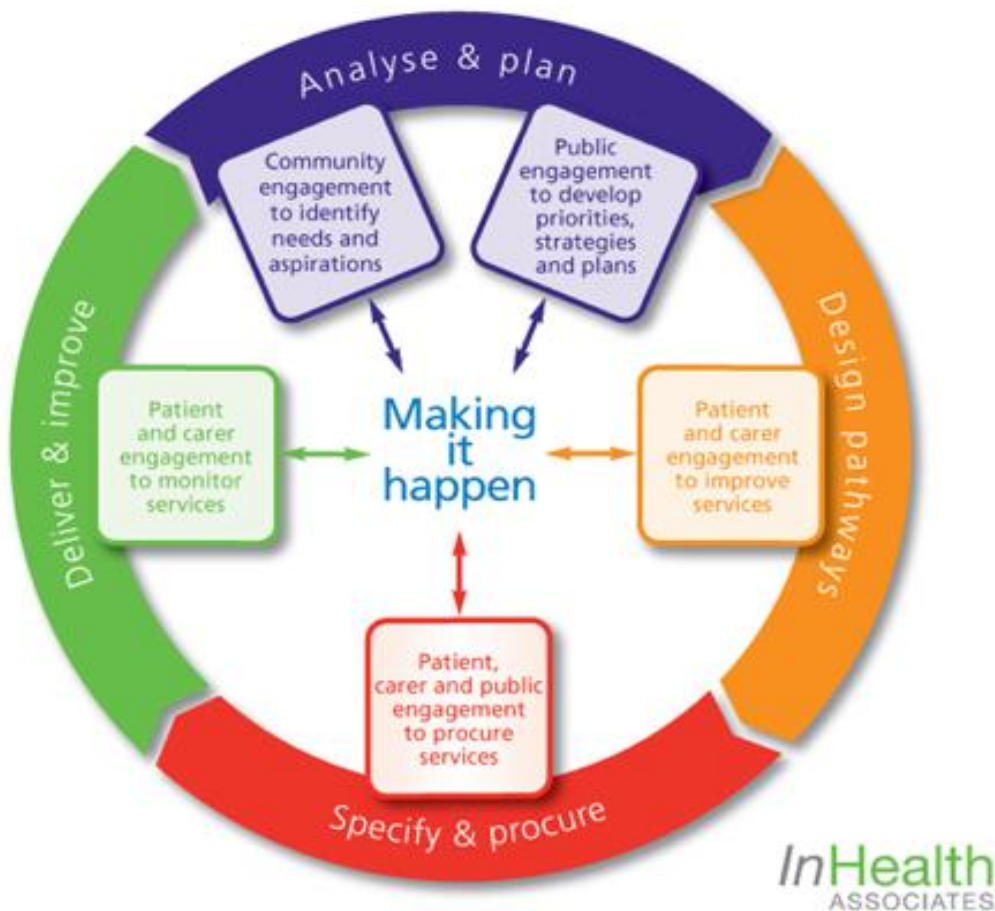 Analyse & plan
Community
engagement
to identify
needs and
aspirations
Public
engagement
to develop
priorities,
strategies
and plans
Design pathways
Patient
and carer
engagement
to improve
services
Specify & procure
Patient,
carer and public
engagement
to procure
services
Deliver & improve
Patient
and carer
engagement
to monitor
services
Making
it
happen
InHealth
ASSOCIATES